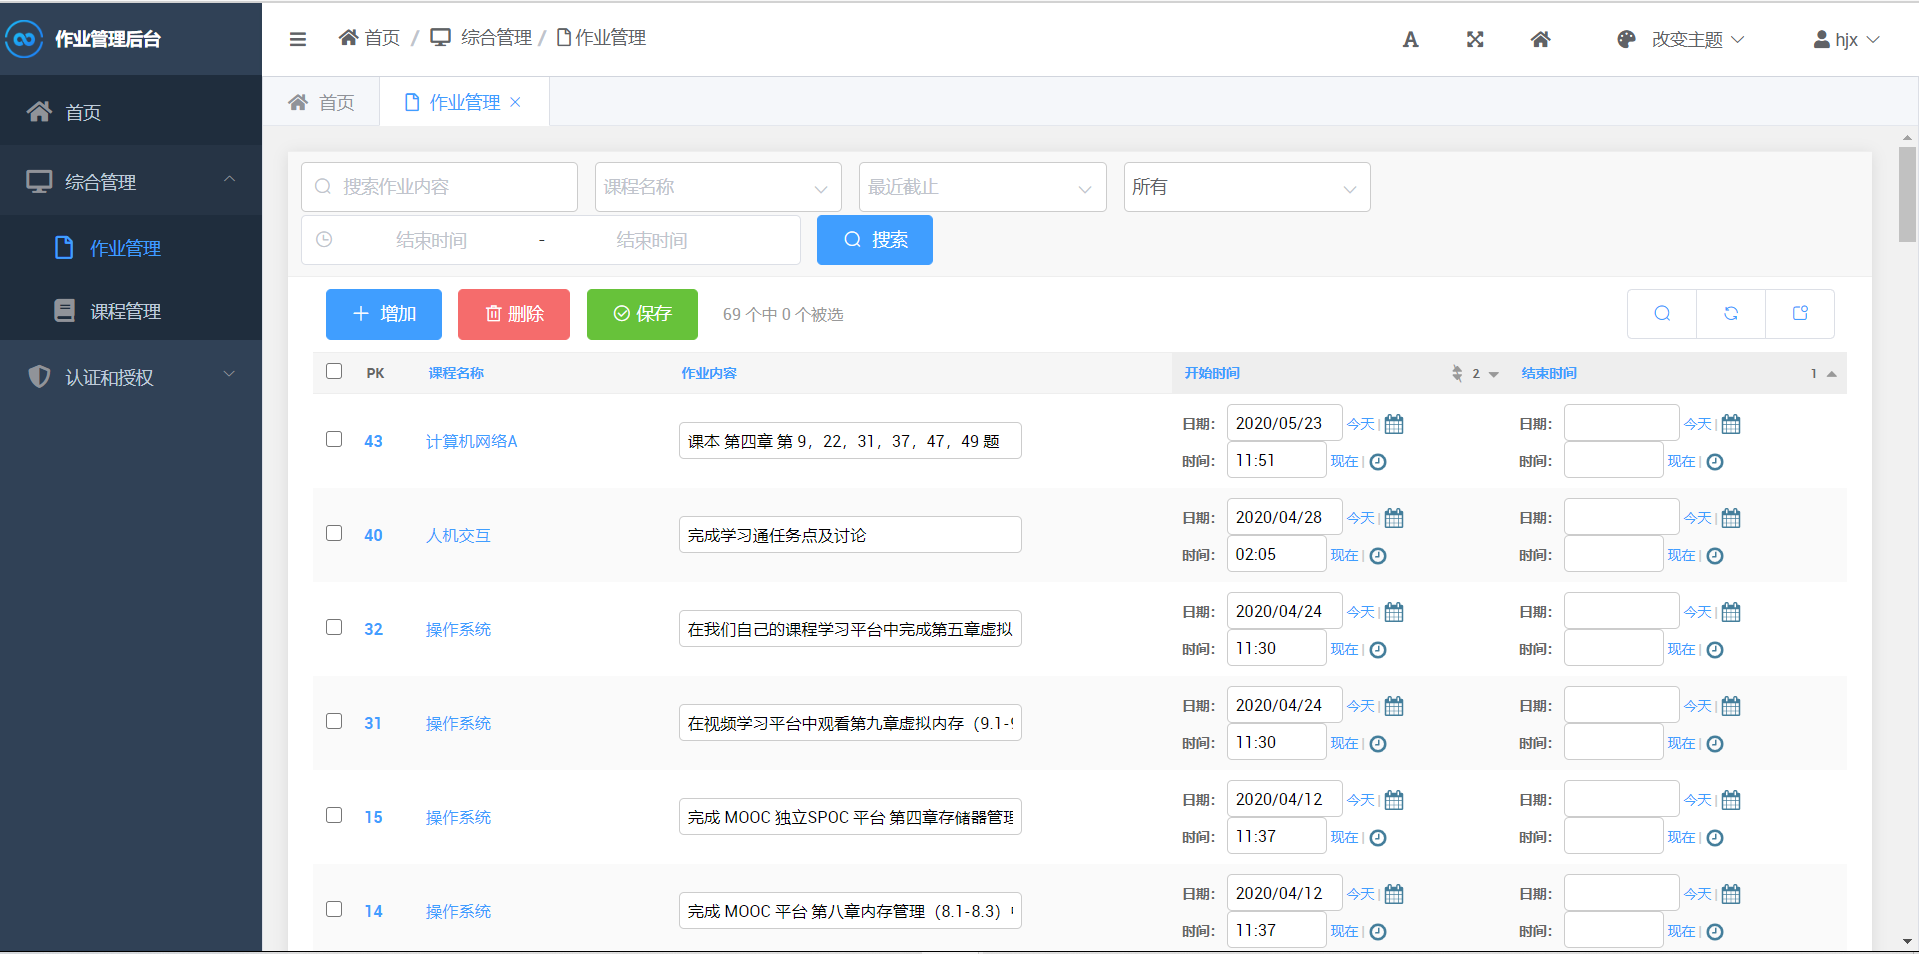 作业管理后台
首页 / 综合管理 / 作业管理
A
改变主题
hjx
首页
综合管理
作业管理
课程管理
认证和授权
首页
作业管理 ×
搜索作业内容
课程名称
最近截止
所有
结束时间 - 结束时间
搜索
增加
删除
保存
69 个中 0 个被选
PK 课程名称 作业内容 开始时间 2 结束时间 1
43 计算机网络A 课本 第四章 第 9，22，31，37，47，49 题
日期： 2020/05/23 今天 | 日期： 今天 |
时间： 11:51 现在 | 时间： 现在 |
40 人机交互 完成学习通任务点及讨论
日期： 2020/04/28 今天 | 日期： 今天 |
时间： 02:05 现在 | 时间： 现在 |
32 操作系统 在我们自己的课程学习平台中完成第五章虚拟
日期： 2020/04/24 今天 | 日期： 今天 |
时间： 11:30 现在 | 时间： 现在 |
31 操作系统 在视频学习平台中观看第九章虚拟内存（9.1-
日期： 2020/04/24 今天 | 日期： 今天 |
时间： 11:30 现在 | 时间： 现在 |
15 操作系统 完成 MOOC 独立SPOC 平台 第四章存储器管理
日期： 2020/04/12 今天 | 日期： 今天 |
时间： 11:37 现在 | 时间： 现在 |
14 操作系统 完成 MOOC 平台 第八章内存管理（8.1-8.3）
日期： 2020/04/12 今天 | 日期： 今天 |
时间： 11:37 现在 | 时间： 现在 |